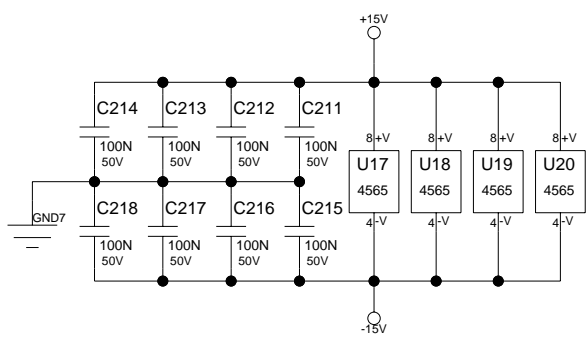 +15V
C214 C213 C212 C211
100N 100N 100N 100N
50V 50V 50V 50V
8 +V 8 +V 8 +V 8 +V
U17 U18 U19 U20
4565 4565 4565 4565
4 -V 4 -V 4 -V 4 -V
GND7
C218 C217 C216 C215
100N 100N 100N 100N
50V 50V 50V 50V
-15V